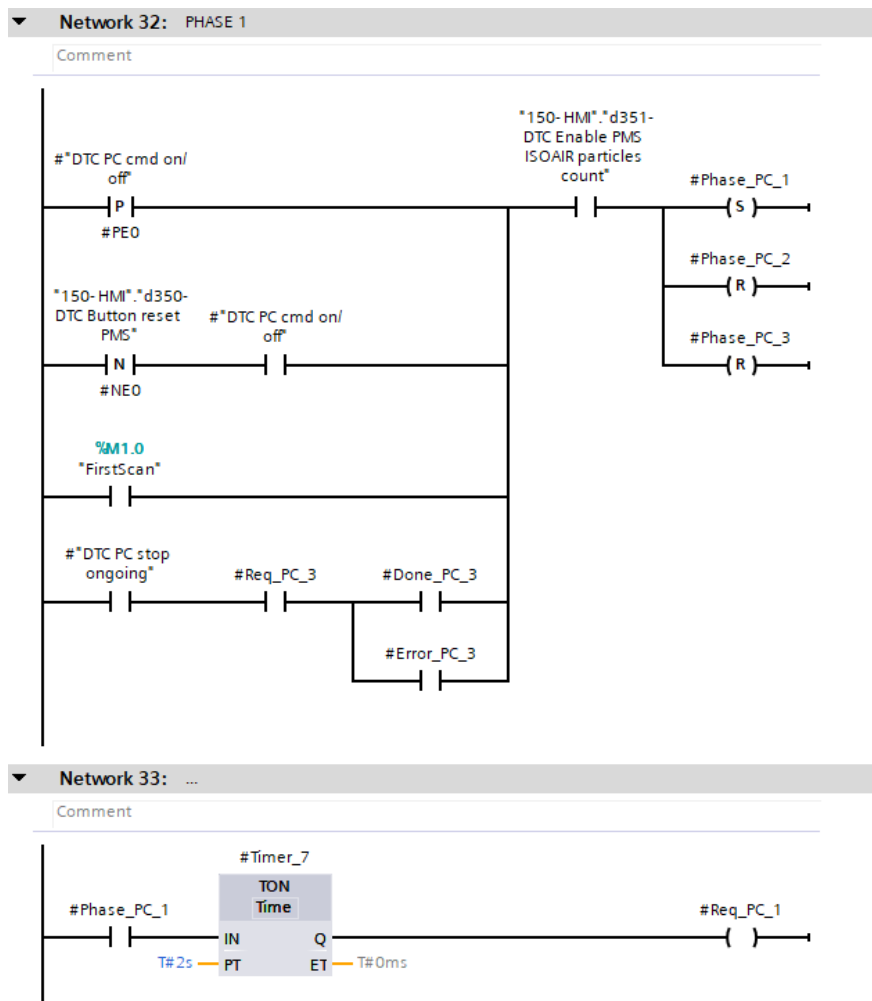 Network 32: PHASE 1
Comment
"150-HMI"."d351-
DTC Enable PMS
ISOAIR particles
count"
#"DTC PC cmd on/
off"
#Phase_PC_1
P
S
#PE0
#Phase_PC_2
R
"150-HMI"."d350-
DTC Button reset
PMS"
#"DTC PC cmd on/
off"
#Phase_PC_3
N
R
#NE0
%M1.0
"FirstScan"
#"DTC PC stop
ongoing"
#Req_PC_3
#Done_PC_3
#Error_PC_3
Network 33: ...
Comment
#Timer_7
TON
Time
#Phase_PC_1
#Req_PC_1
IN Q
T#2s PT ET T#0ms